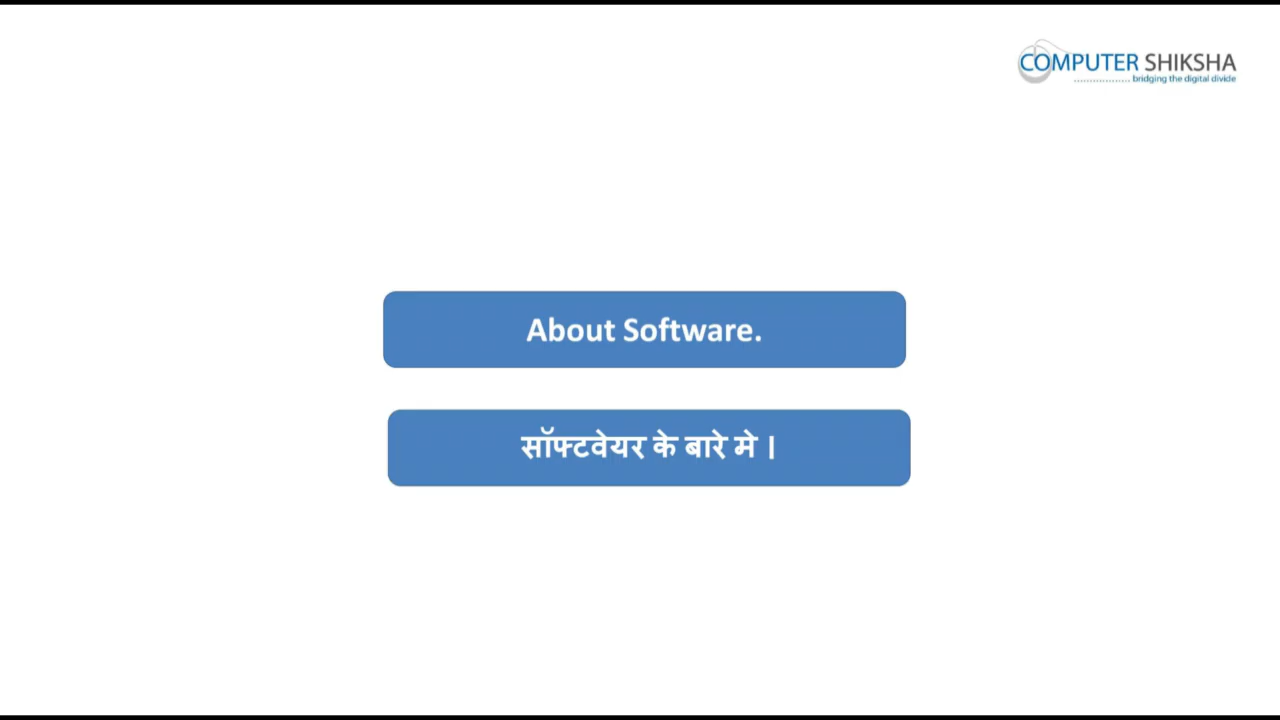 COMPUTER SHIKSHA
bridging the digital divide
About Software.
सॉफ्टवेयर के बारे मे ।